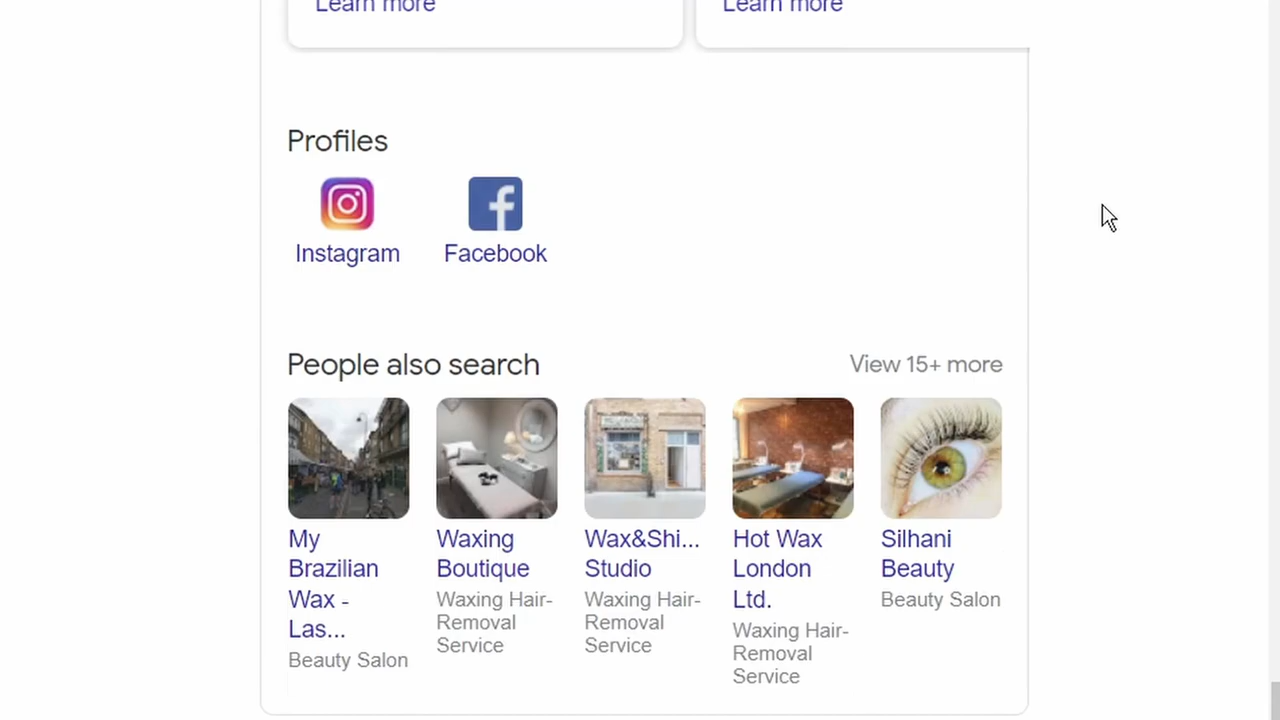 Learn more Learn more
Profiles
Instagram Facebook
People also search View 15+ more
My
Brazilian
Wax -
Las...
Beauty Salon
Waxing
Boutique
Waxing Hair-
Removal
Service
Wax&Shi...
Studio
Waxing Hair-
Removal
Service
Hot Wax
London
Ltd.
Waxing Hair-
Removal
Service
Silhani
Beauty
Beauty Salon